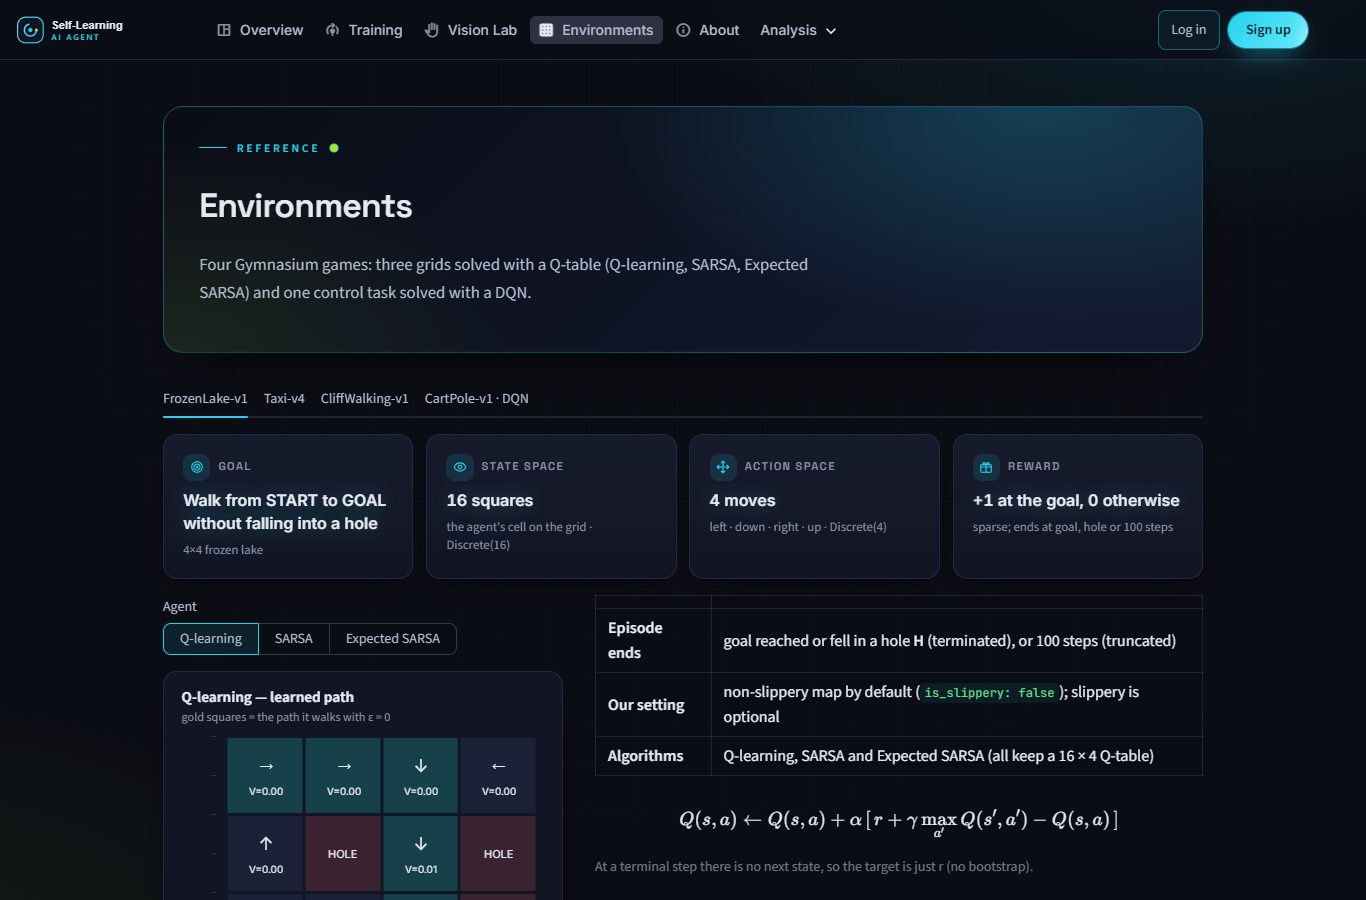 Self-Learning
AI AGENT
Overview
Training
Vision Lab
Environments
About
Analysis
Log in
Sign up
REFERENCE
Environments
Four Gymnasium games: three grids solved with a Q-table (Q-learning, SARSA, Expected
SARSA) and one control task solved with a DQN.
FrozenLake-v1
Taxi-v4
CliffWalking-v1
CartPole-v1 · DQN
GOAL
Walk from START to GOAL
without falling into a hole
4×4 frozen lake
STATE SPACE
16 squares
the agent's cell on the grid ·
Discrete(16)
ACTION SPACE
4 moves
left · down · right · up · Discrete(4)
REWARD
+1 at the goal, 0 otherwise
sparse; ends at goal, hole or 100 steps
Agent
Q-learning
SARSA
Expected SARSA
Q-learning — learned path
gold squares = the path it walks with ε = 0
→ → ↓ ←
V=0.00 V=0.00 V=0.00 V=0.00
↑ HOLE ↓ HOLE
V=0.00 V=0.01
Episode
ends
goal reached or fell in a hole H (terminated), or 100 steps (truncated)
Our setting
non-slippery map by default ( is_slippery: false ); slippery is
optional
Algorithms
Q-learning, SARSA and Expected SARSA (all keep a 16 × 4 Q-table)
Q(s, a) ← Q(s, a) + α [ r + γ max Q(s′, a′) − Q(s, a) ]
a′
At a terminal step there is no next state, so the target is just r (no bootstrap).